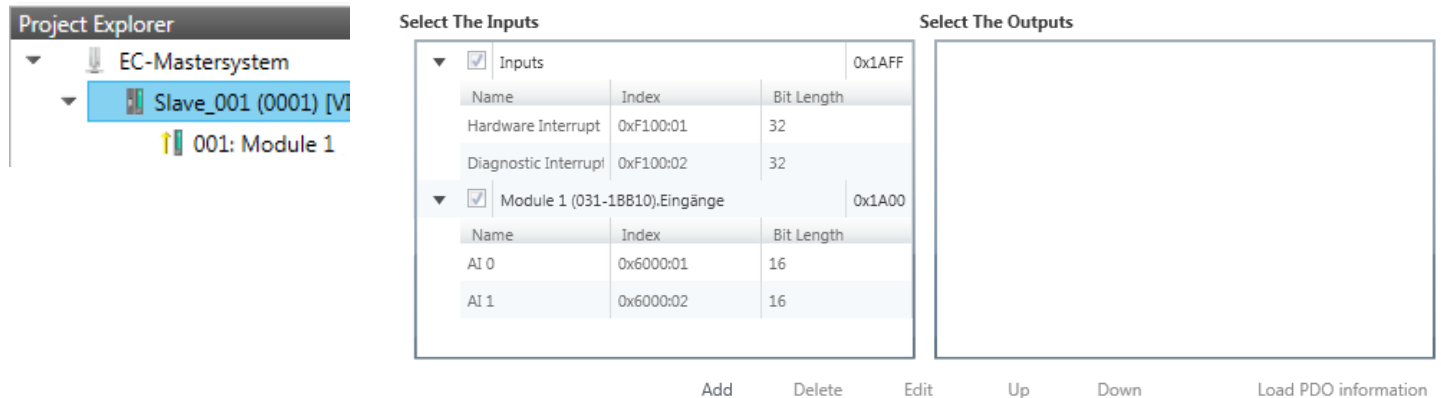 Project Explorer
EC-Mastersystem
Slave_001 (0001) [VI
001: Module 1
Select The Inputs
Inputs 0x1AFF
Name Index Bit Length
Hardware Interrupt 0xF100:01 32
Diagnostic Interrupt 0xF100:02 32
Module 1 (031-1BB10).Eingänge 0x1A00
Name Index Bit Length
AI 0 0x6000:01 16
AI 1 0x6000:02 16
Select The Outputs
Add Delete Edit Up Down Load PDO information